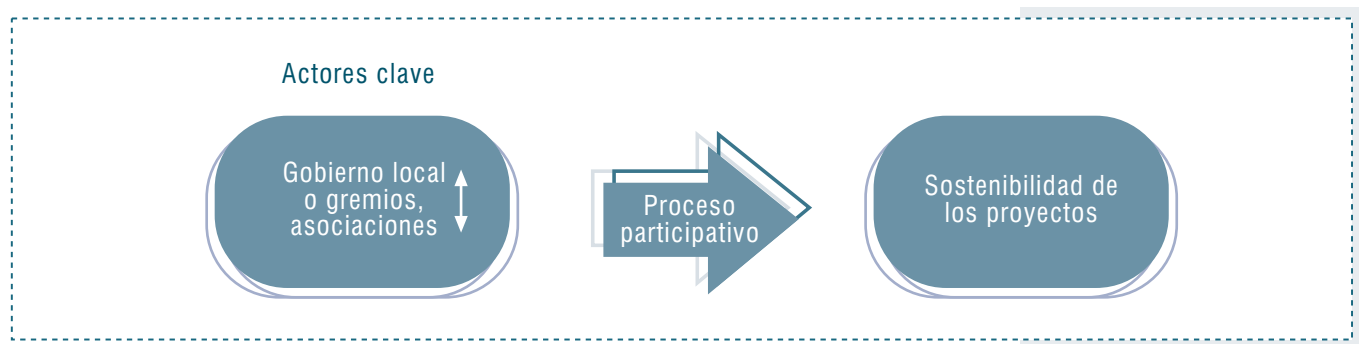 Actores clave
Gobierno local
o gremios,
asociaciones
Proceso
participativo
Sostenibilidad de
los proyectos